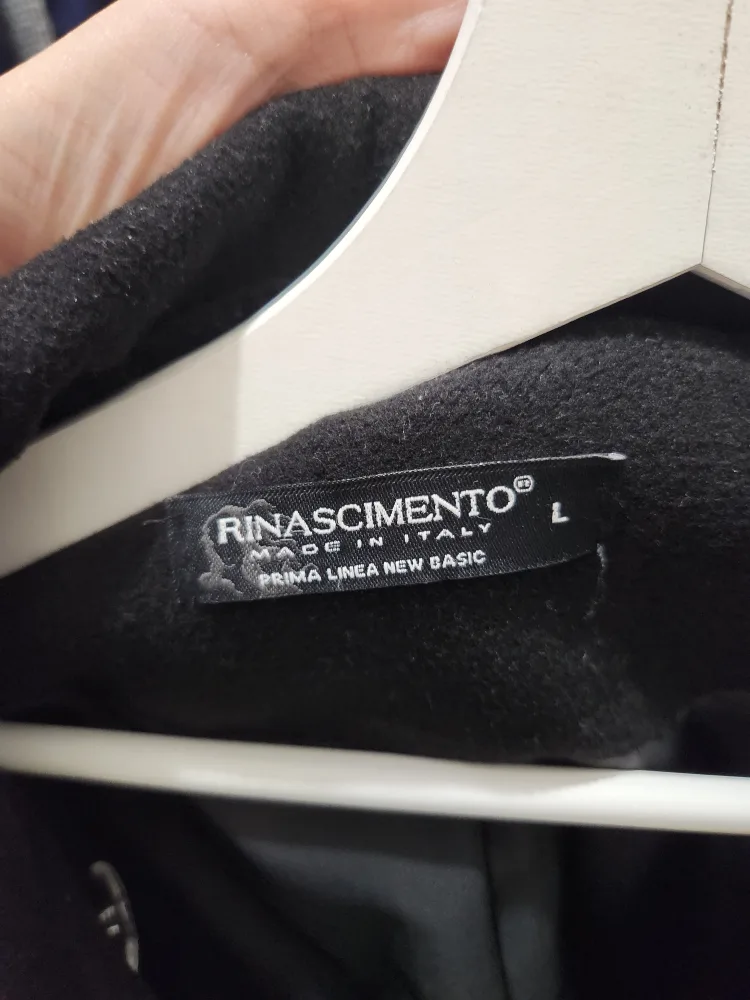 RINASCIMENTO®
L
MADE IN ITALY
PRIMA LINEA NEW BASIC